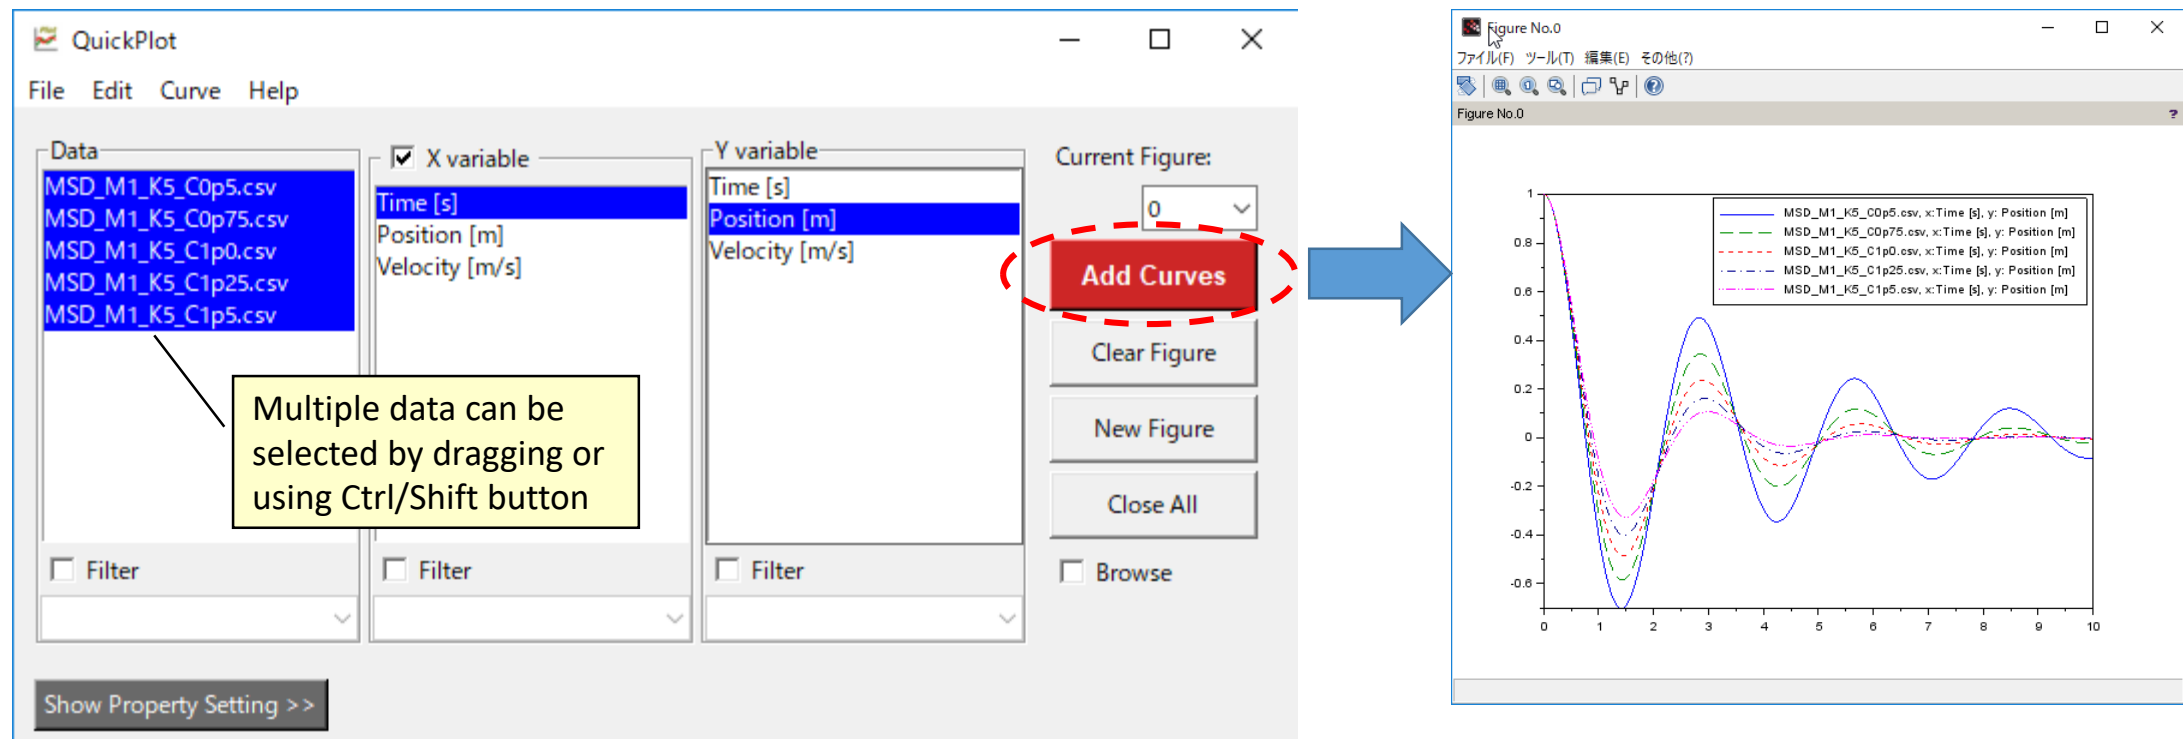 QuickPlot
File Edit Curve Help
Data
MSD_M1_K5_C0p5.csv
MSD_M1_K5_C0p75.csv
MSD_M1_K5_C1p0.csv
MSD_M1_K5_C1p25.csv
MSD_M1_K5_C1p5.csv
Filter
X variable
Time [s]
Position [m]
Velocity [m/s]
Filter
Y variable
Time [s]
Position [m]
Velocity [m/s]
Filter
Current Figure:
0
Add Curves
Clear Figure
New Figure
Close All
Browse
Multiple data can be
selected by dragging or
using Ctrl/Shift button
Show Property Setting >>
Figure No.0
ファイル(F) ツール(T) 編集(E) その他(?)
Figure No.0
?
MSD_M1_K5_C0p5.csv, x:Time [s], y: Position [m]
MSD_M1_K5_C0p75.csv, x:Time [s], y: Position [m]
MSD_M1_K5_C1p0.csv, x:Time [s], y: Position [m]
MSD_M1_K5_C1p25.csv, x:Time [s], y: Position [m]
MSD_M1_K5_C1p5.csv, x:Time [s], y: Position [m]
1
0.8
0.6
0.4
0.2
0
-0.2
-0.4
-0.6
0 1 2 3 4 5 6 7 8 9 10